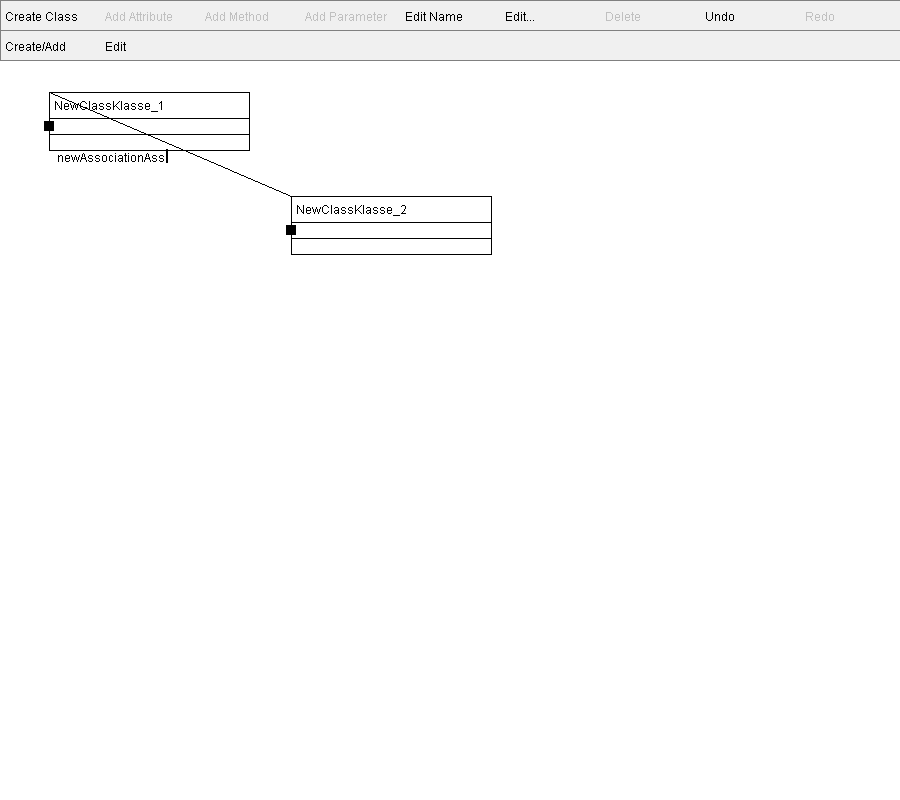 Create Class Add Attribute Add Method Add Parameter Edit Name Edit... Delete Undo Redo
Create/Add Edit
NewClassKlasse_1
newAssociationAss
NewClassKlasse_2